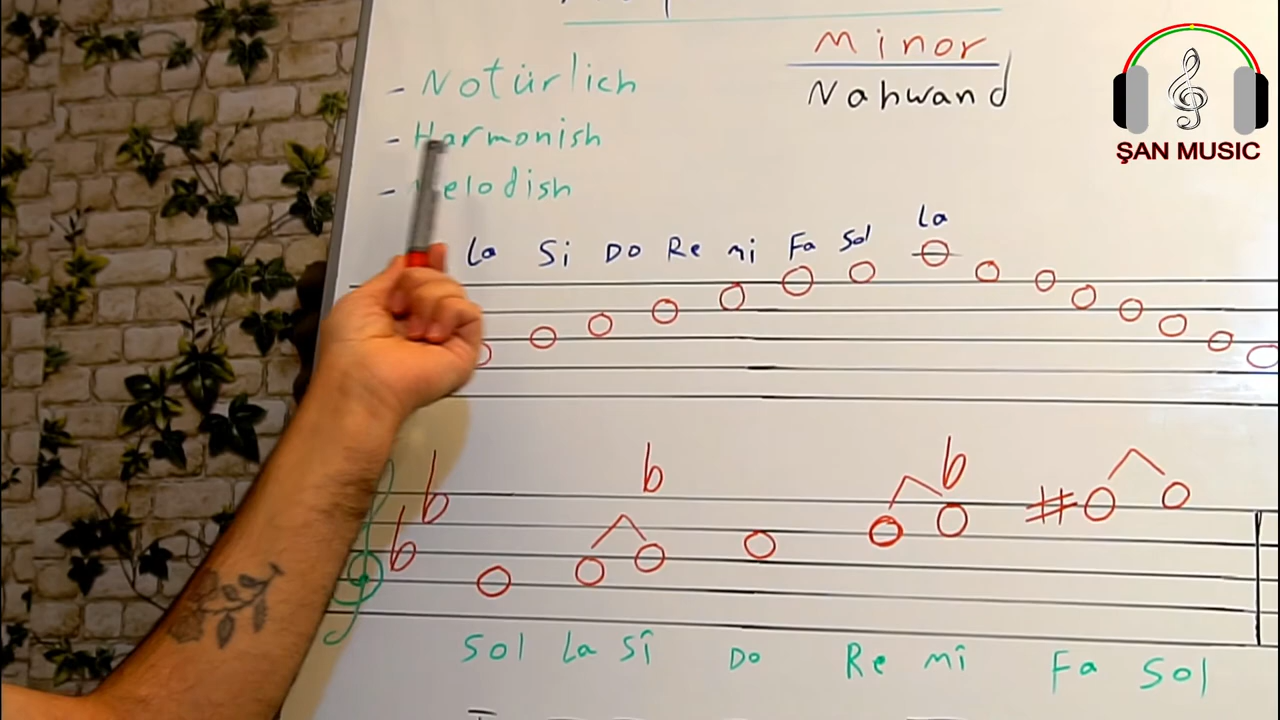 Minor
Nahwand
- Notürlich
- Harmonish
- Melodish
ŞAN MUSIC
La Si Do Re mi Fa Sol La
b b b b #
Sol La Sî Do Re mî Fa Sol